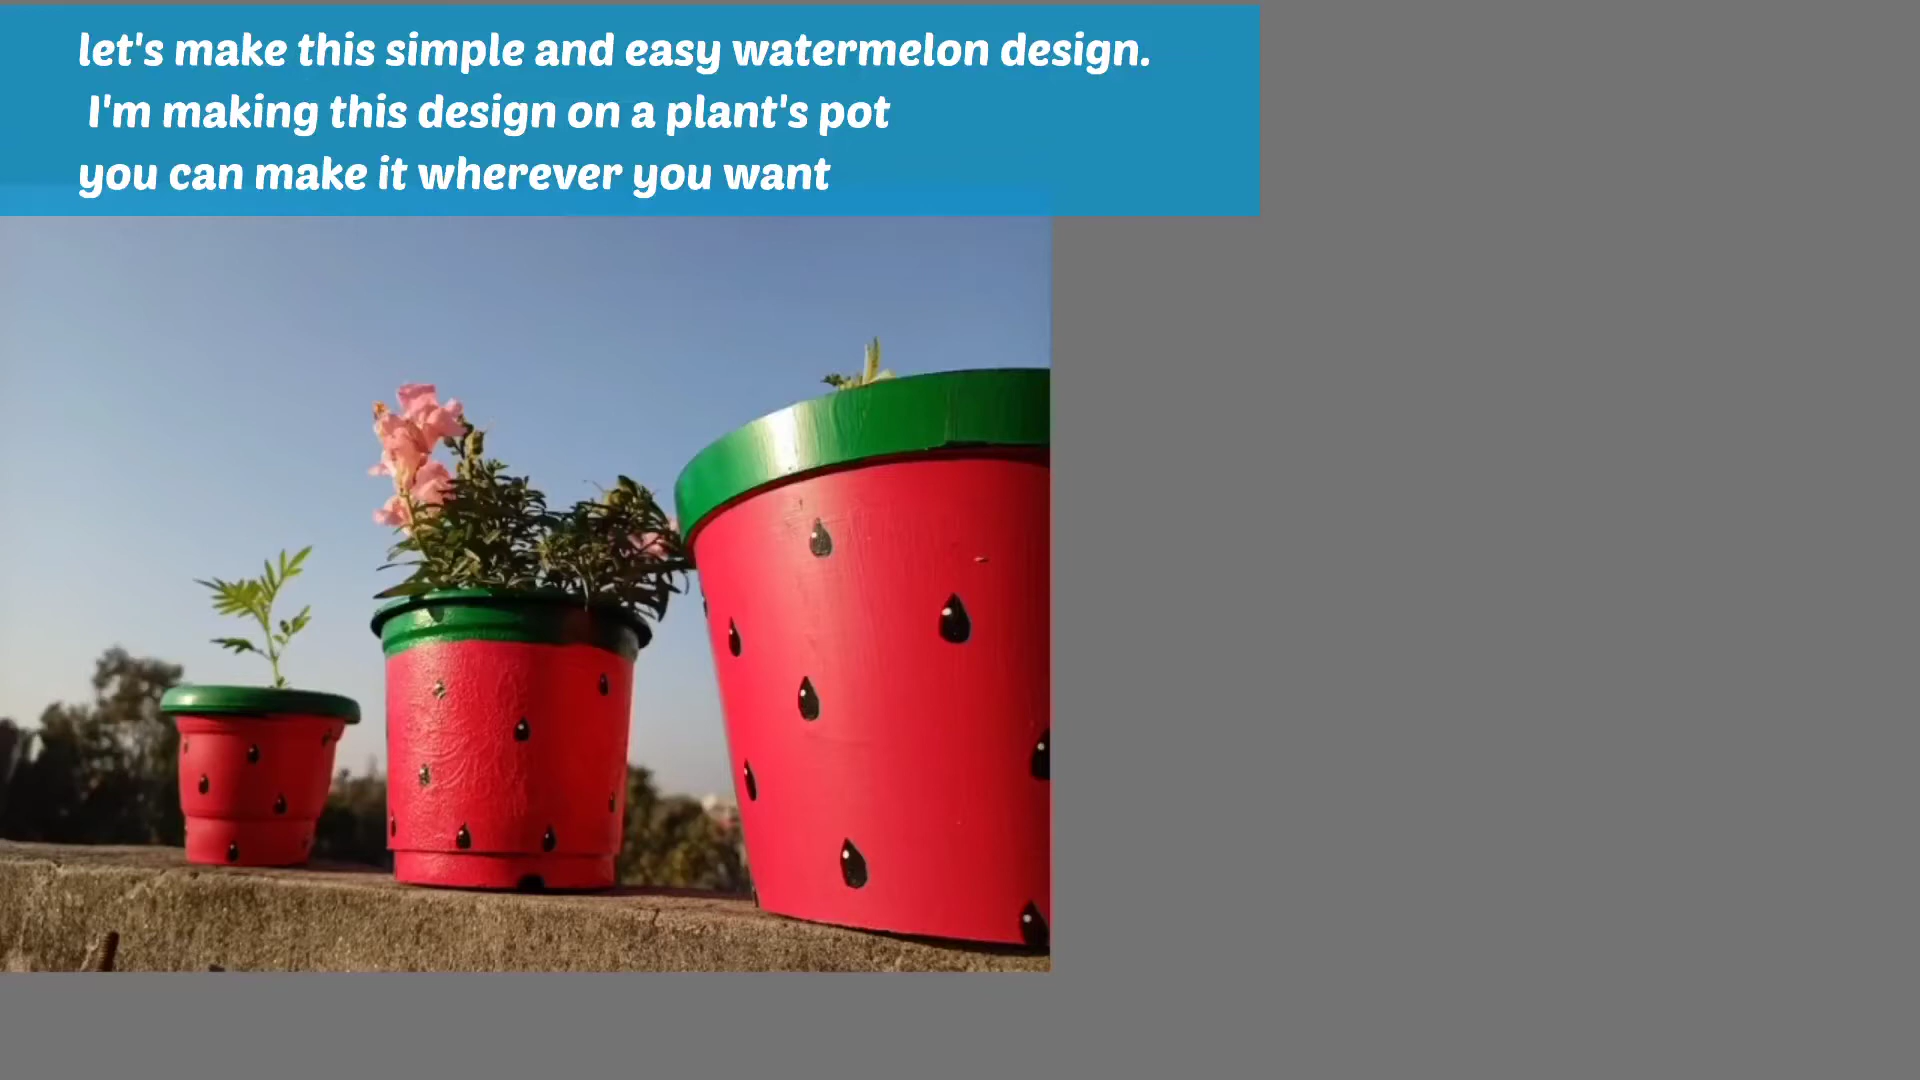 let's make this simple and easy watermelon design.
I'm making this design on a plant's pot
you can make it wherever you want